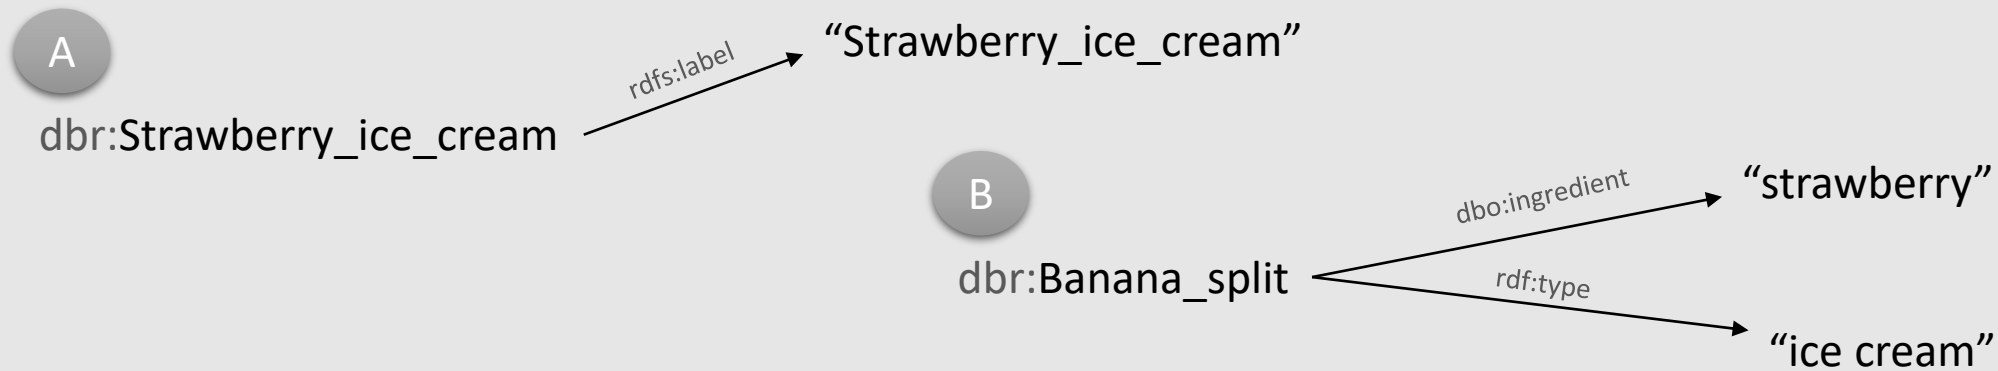 A
“Strawberry_ice_cream”
rdfs:label
dbr:Strawberry_ice_cream
B
“strawberry”
dbo:ingredient
dbr:Banana_split
rdf:type
“ice cream”